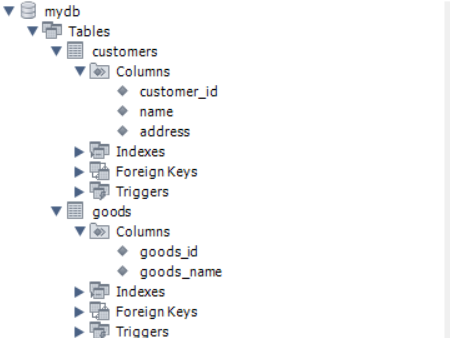 mydb
Tables
customers
Columns
customer_id
name
address
Indexes
Foreign Keys
Triggers
goods
Columns
goods_id
goods_name
Indexes
Foreign Keys
Triggers